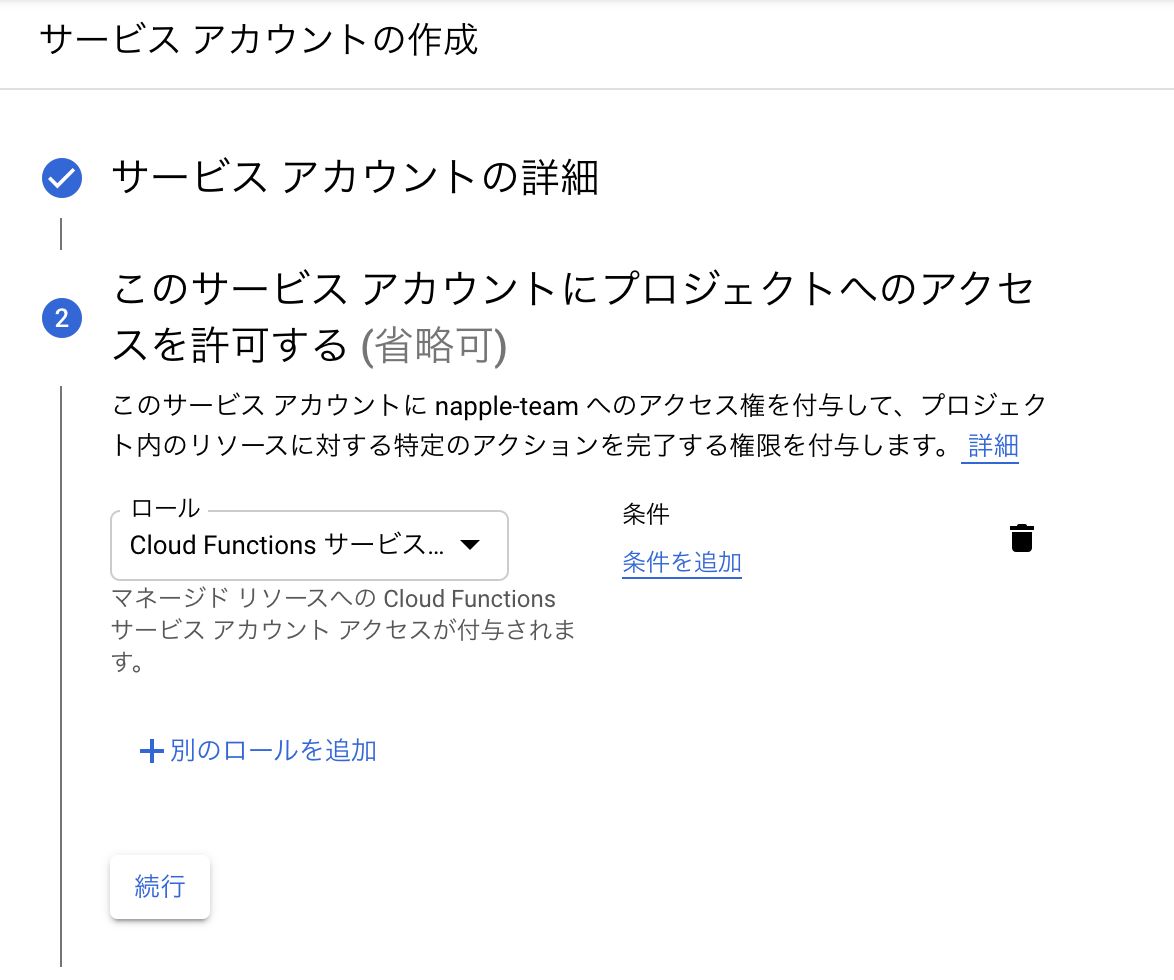 サービス アカウントの作成
サービス アカウントの詳細
2
このサービス アカウントにプロジェクトへのアクセ
スを許可する (省略可)
このサービス アカウントに napple-team へのアクセス権を付与して、プロジェク
ト内のリソースに対する特定のアクションを完了する権限を付与します。 詳細
ロール
Cloud Functions サービス...
条件
条件を追加
マネージド リソースへの Cloud Functions
サービス アカウント アクセスが付与されま
す。
別のロールを追加
続行